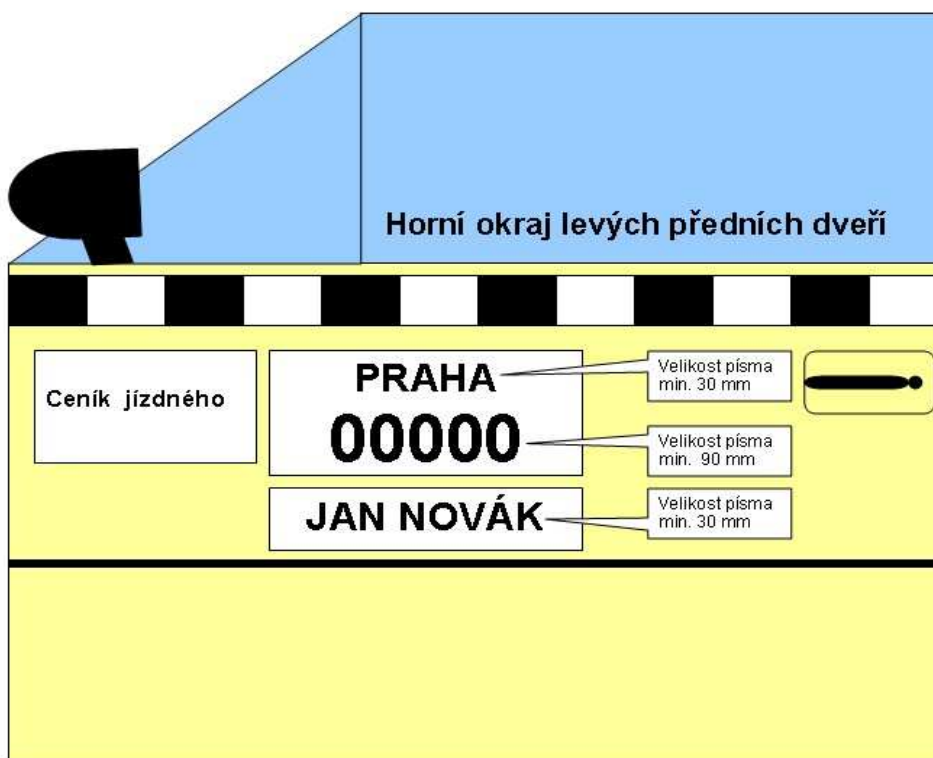 Horní okraj levých předních dveří
Ceník jízdného
PRAHA
00000
JAN NOVÁK
Velikost písma
min. 30 mm
Velikost písma
min. 90 mm
Velikost písma
min. 30 mm